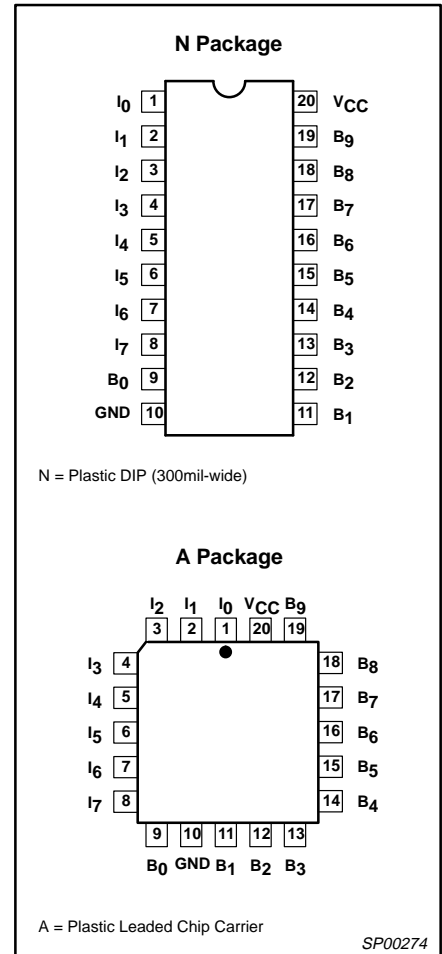 N Package
I0 1 20 VCC
I1 2 19 B9
I2 3 18 B8
I3 4 17 B7
I4 5 16 B6
I5 6 15 B5
I6 7 14 B4
I7 8 13 B3
B0 9 12 B2
GND 10 11 B1
N = Plastic DIP (300mil-wide)
A Package
I2 I1 I0 VCC B9
3 2 1 20 19
I3 4 18 B8
I4 5 17 B7
I5 6 16 B6
I6 7 15 B5
I7 8 14 B4
9 10 11 12 13
B0 GND B1 B2 B3
A = Plastic Leaded Chip Carrier
SP00274